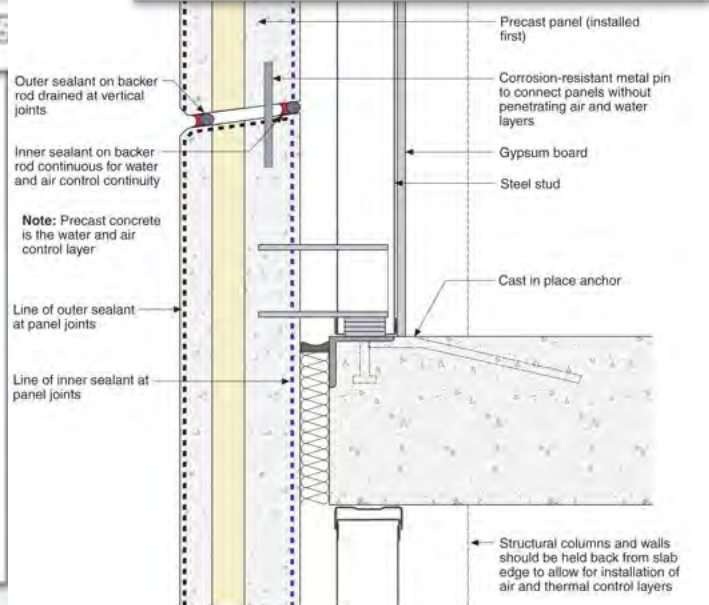 Outer sealant on backer
rod drained at vertical
joints
Inner sealant on backer
rod continuous for water
and air control continuity
Note: Precast concrete
is the water and air
control layer
Line of outer sealant
at panel joints
Line of inner sealant at
panel joints
Precast panel (installed
first)
Corrosion-resistant metal pin
to connect panels without
penetrating air and water
layers
Gypsum board
Steel stud
Cast in place anchor
Structural columns and walls
should be held back from slab
edge to allow for installation of
air and thermal control layers